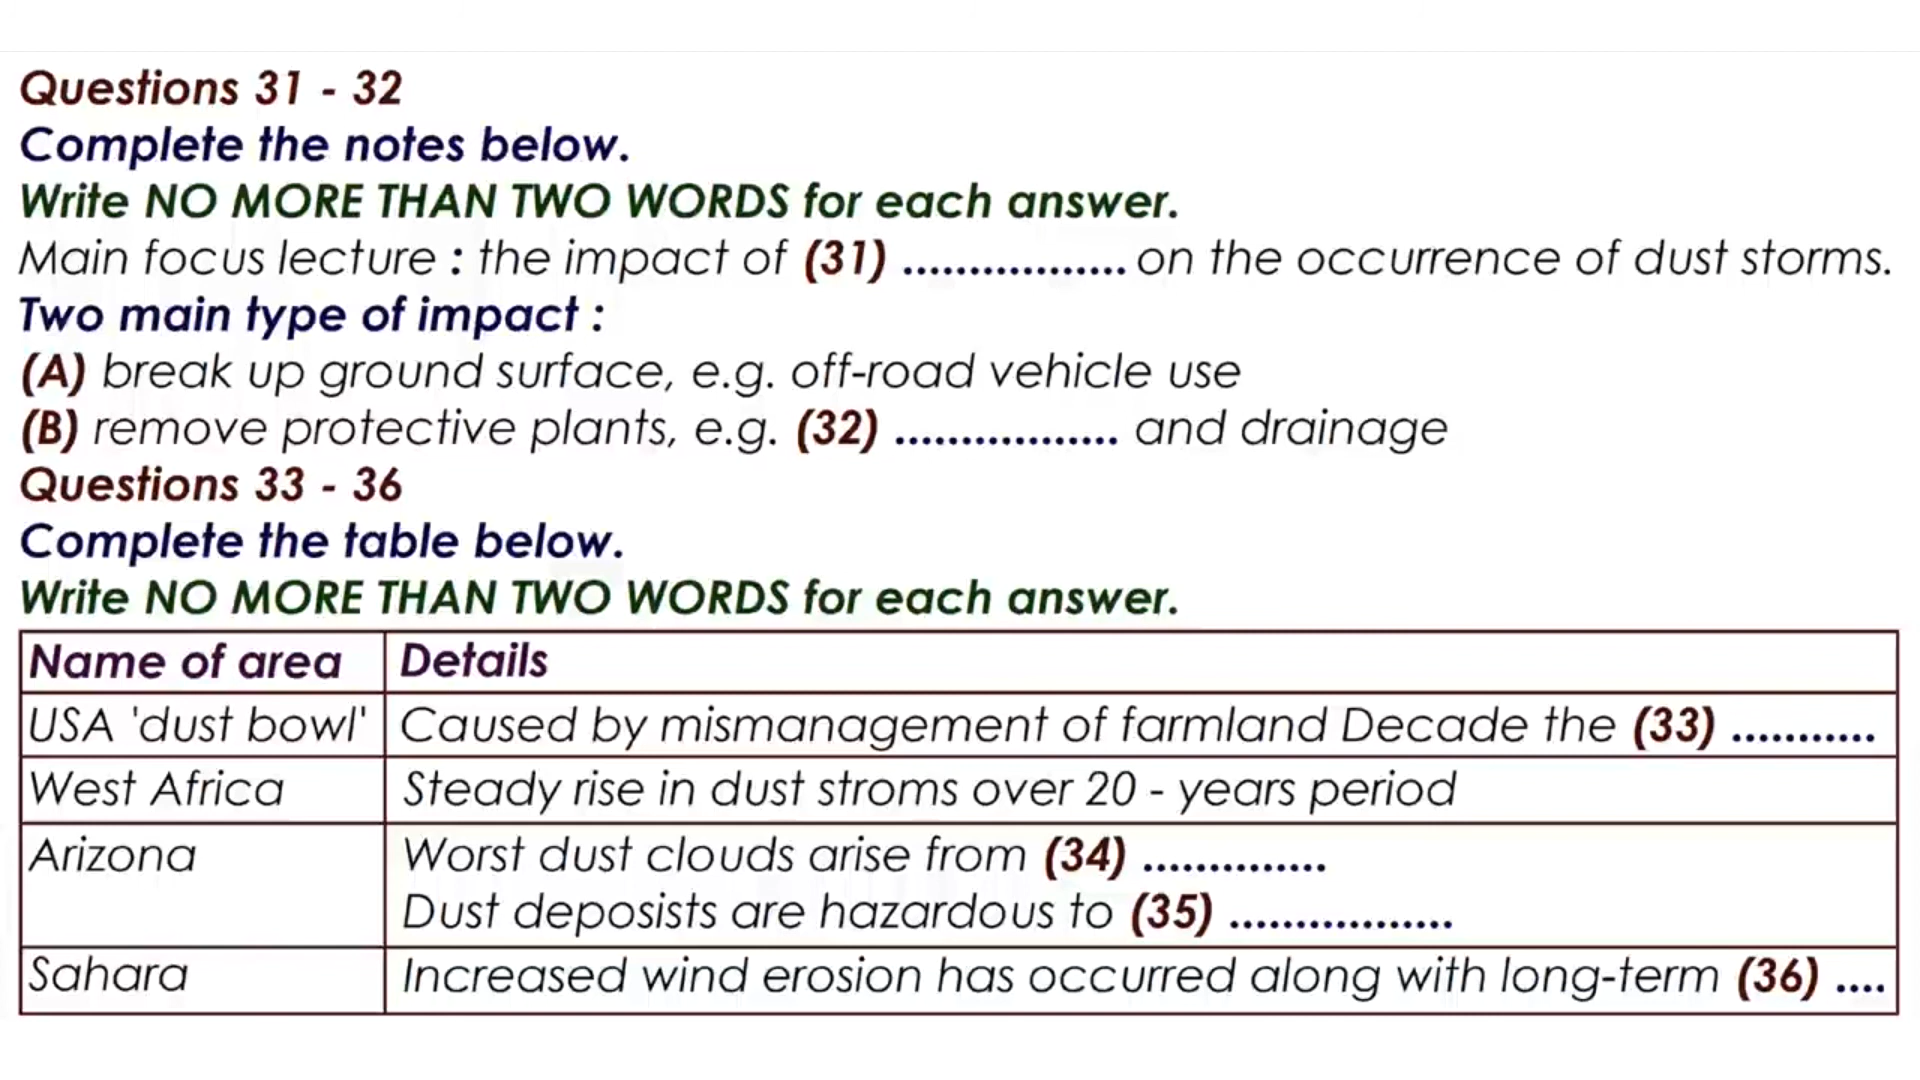 Questions 31 - 32
Complete the notes below.
Write NO MORE THAN TWO WORDS for each answer.
Main focus lecture : the impact of (31) ................. on the occurrence of dust storms.
Two main type of impact :
(A) break up ground surface, e.g. off-road vehicle use
(B) remove protective plants, e.g. (32) ................. and drainage
Questions 33 - 36
Complete the table below.
Write NO MORE THAN TWO WORDS for each answer.
Name of area Details
USA 'dust bowl' Caused by mismanagement of farmland Decade the (33) ...........
West Africa Steady rise in dust stroms over 20 - years period
Arizona Worst dust clouds arise from (34) ..............
Dust deposists are hazardous to (35) .................
Sahara Increased wind erosion has occurred along with long-term (36) ....